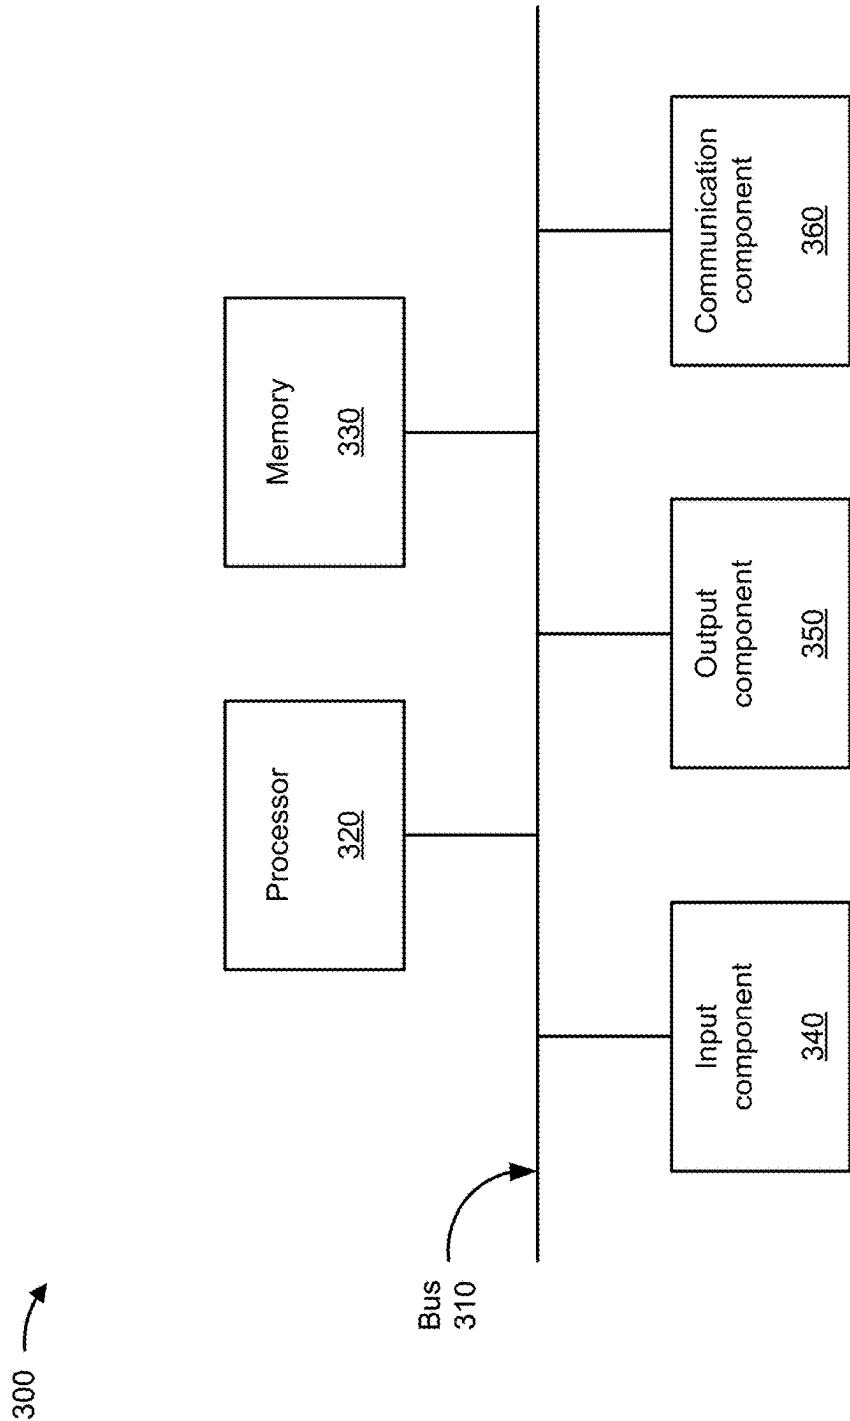 300
Bus
310
Processor
320
Memory
330
Input
component
340
Output
component
350
Communication
component
360